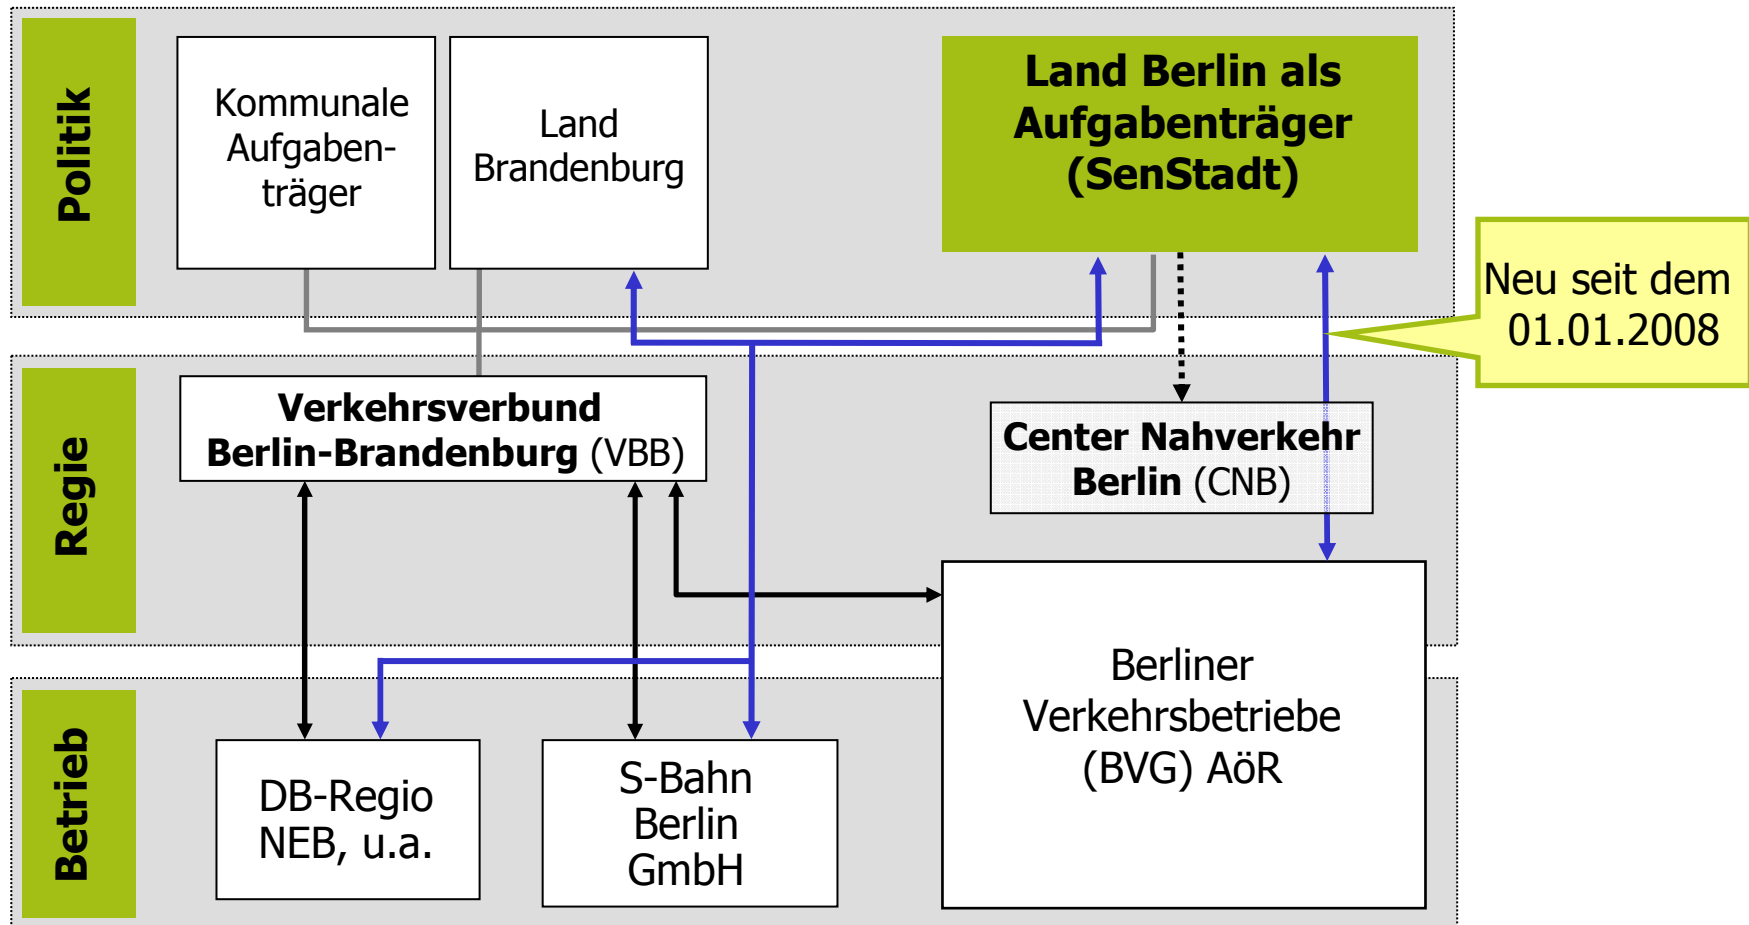 Politik
Kommunale
Aufgaben-
träger
Land
Brandenburg
Land Berlin als
Aufgabenträger
(SenStadt)
Neu seit dem
01.01.2008
Regie
Verkehrsverbund
Berlin-Brandenburg (VBB)
Center Nahverkehr
Berlin (CNB)
Betrieb
DB-Regio
NEB, u.a.
S-Bahn
Berlin
GmbH
Berliner
Verkehrsbetriebe
(BVG) AöR